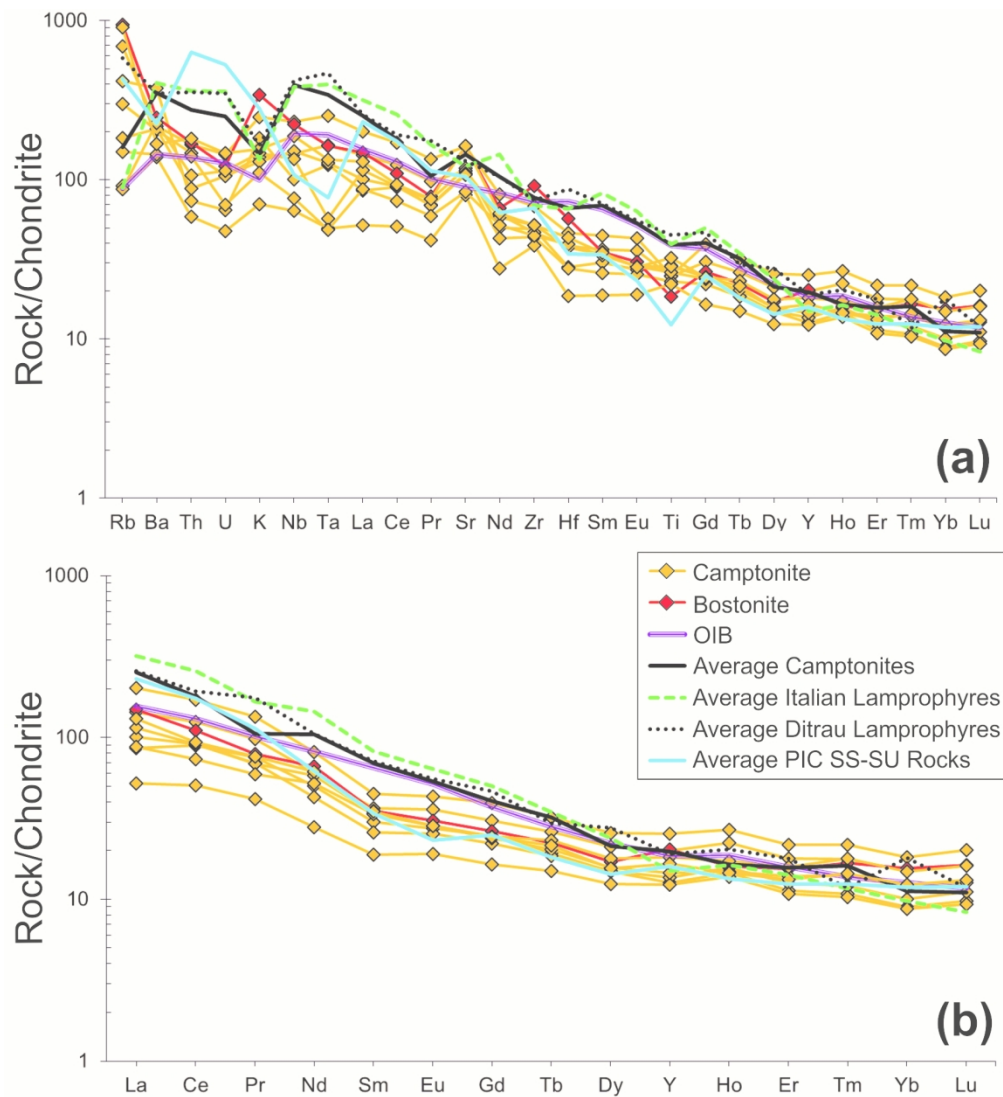 1000
100
10
1
Rock/Chondrite
(a)
Rb Ba Th U K Nb Ta La Ce Pr Sr Nd Zr Hf Sm Eu Ti Gd Tb Dy Y Ho Er Tm Yb Lu
1000
100
10
1
Rock/Chondrite
Camptonite
Bostonite
OIB
Average Camptonites
Average Italian Lamprophyres
Average Ditrau Lamprophyres
Average PIC SS-SU Rocks
(b)
La Ce Pr Nd Sm Eu Gd Tb Dy Y Ho Er Tm Yb Lu